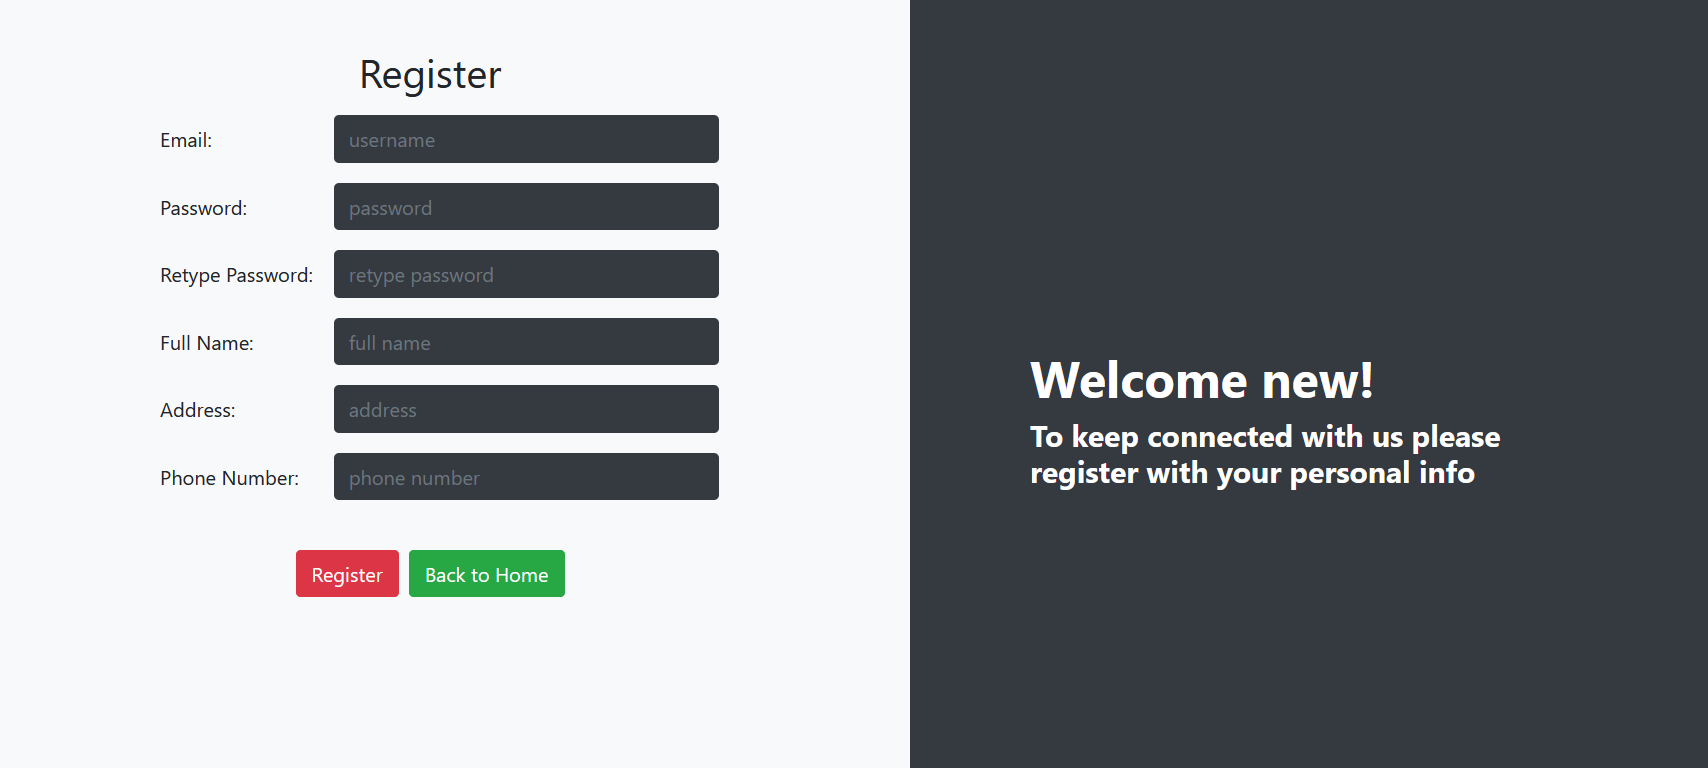 Register
Email:
username
Password:
password
Retype Password:
retype password
Full Name:
full name
Address:
address
Phone Number:
phone number
Register
Back to Home
Welcome new!
To keep connected with us please
register with your personal info